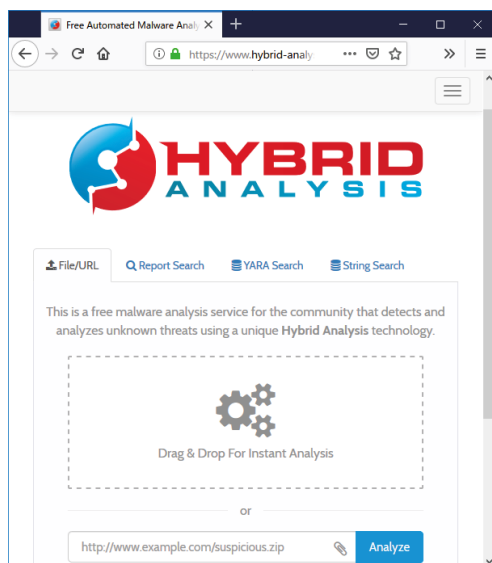 Free Automated Malware Analy
https://www.hybrid-analy
HYBRID
ANALYSIS
File/URL
Report Search
YARA Search
String Search
This is a free malware analysis service for the community that detects and
analyzes unknown threats using a unique Hybrid Analysis technology.
Drag & Drop For Instant Analysis
or
http://www.example.com/suspicious.zip
Analyze